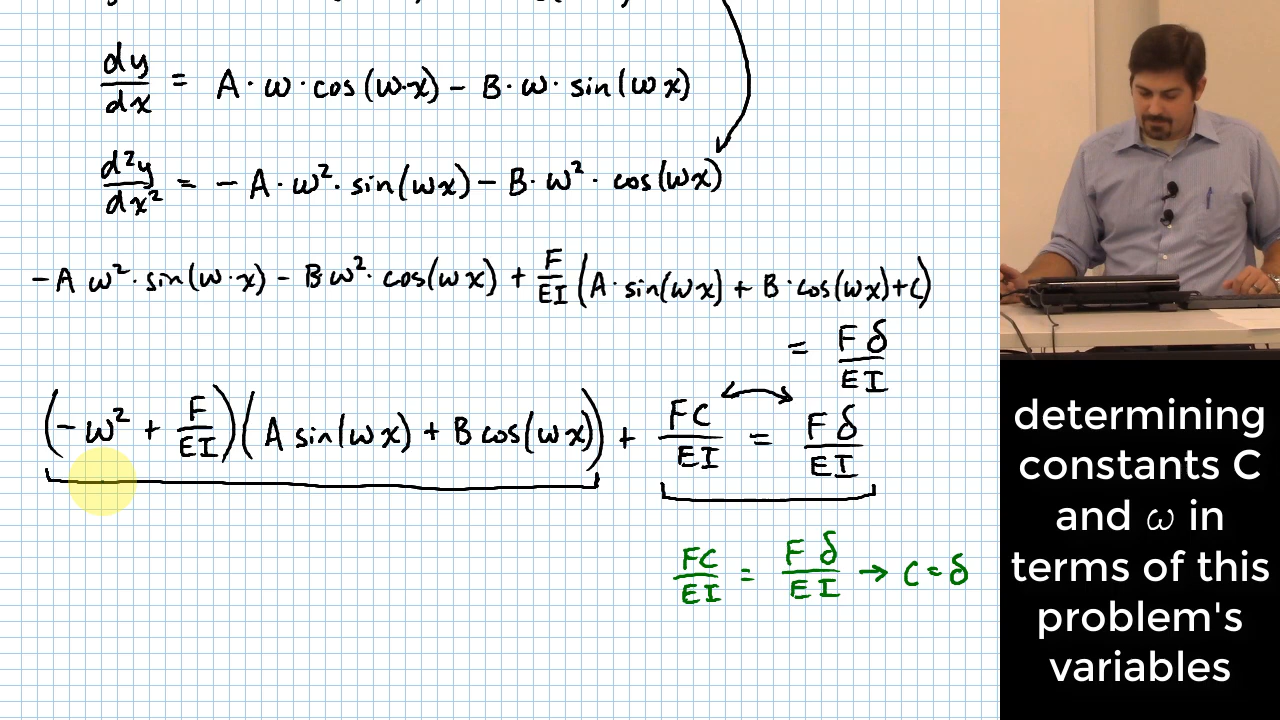 dy/dx = A · ω · cos(ω·x) − B · ω · sin(ωx)
d²y/dx² = − A · ω² · sin(ωx) − B · ω² · cos(ωx)
−A ω² · sin(ω·x) − Bω² · cos(ωx) + F/EI (A · sin(ωx) + B · cos(ωx)+C)
= Fδ/EI
(−ω² + F/EI)(A sin(ωx) + B cos(ωx)) + FC/EI = Fδ/EI
FC/EI = Fδ/EI → C = δ
determining
constants C
and ω in
terms of this
problem's
variables